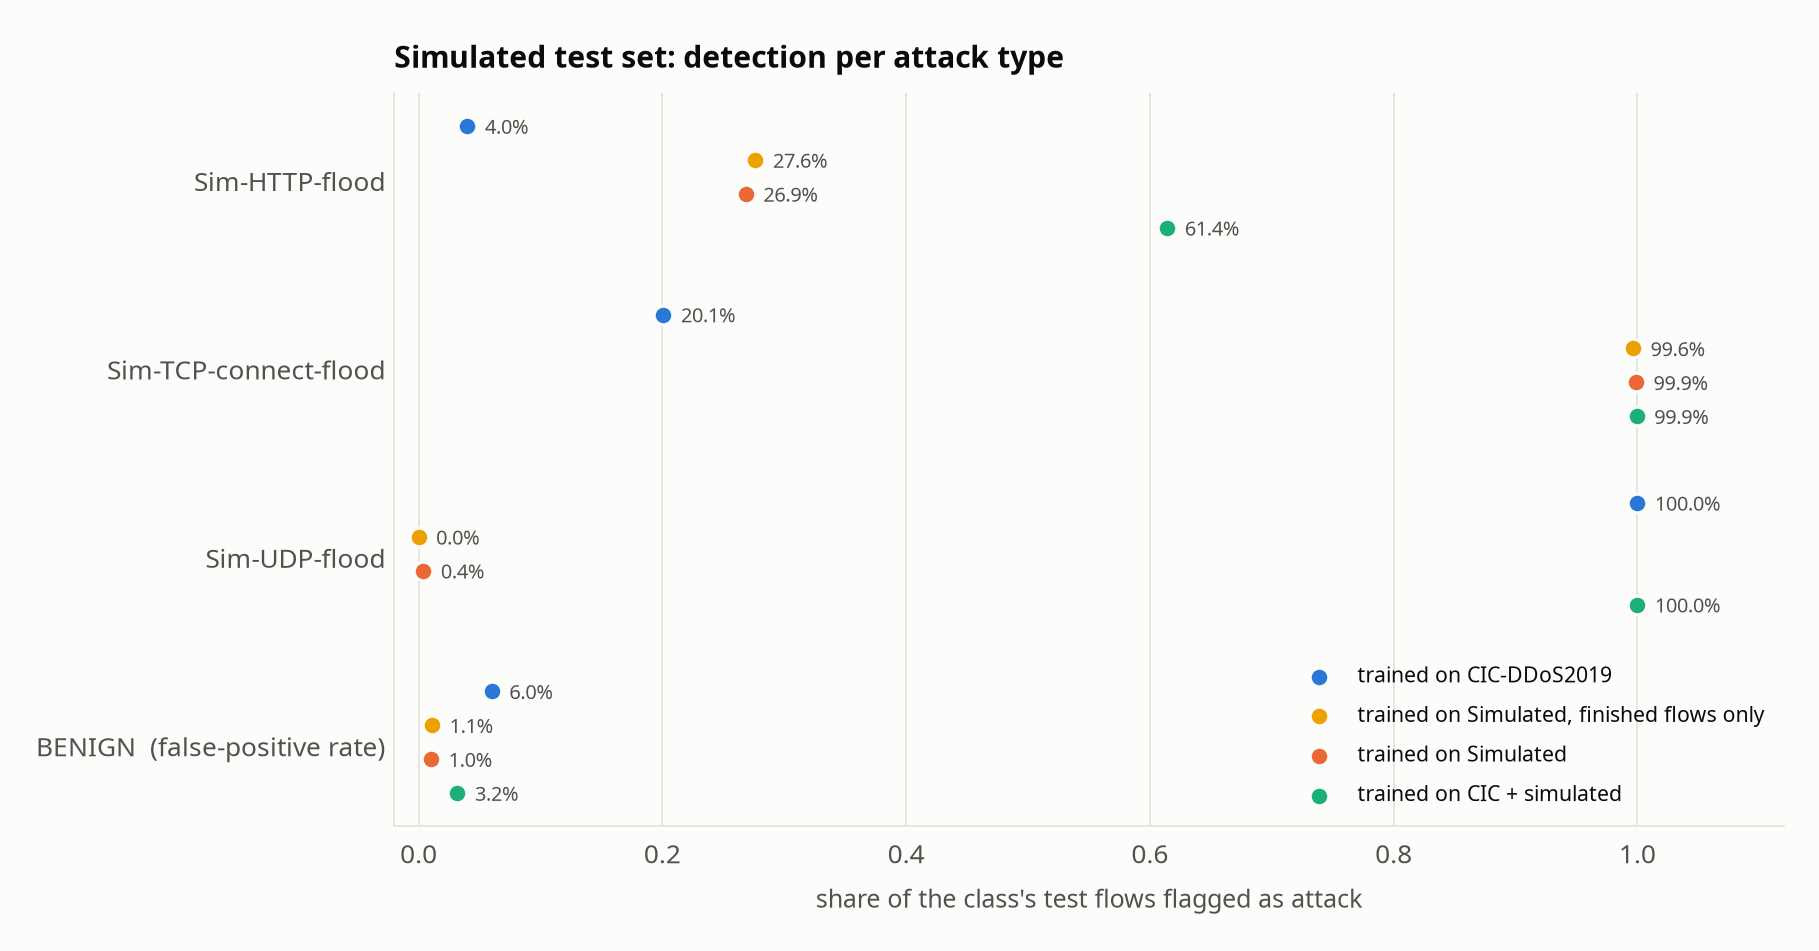 Simulated test set: detection per attack type
Sim-HTTP-flood
4.0%
27.6%
26.9%
61.4%
Sim-TCP-connect-flood
20.1%
99.6%
99.9%
99.9%
Sim-UDP-flood
100.0%
0.0%
0.4%
100.0%
BENIGN (false-positive rate)
6.0%
1.1%
1.0%
3.2%
trained on CIC-DDoS2019
trained on Simulated, finished flows only
trained on Simulated
trained on CIC + simulated
0.0 0.2 0.4 0.6 0.8 1.0
share of the class's test flows flagged as attack